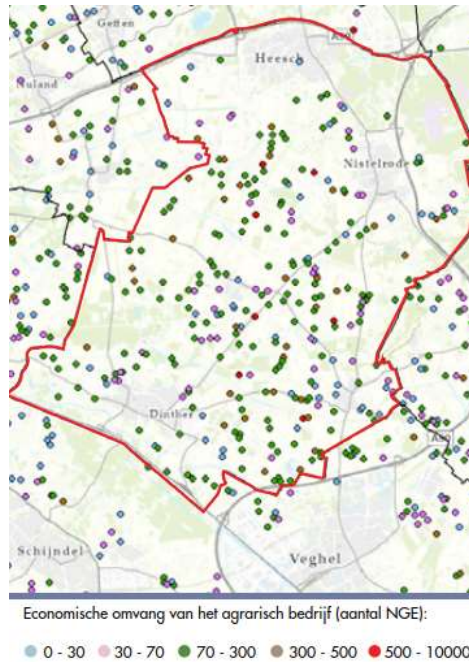 Geffen
Heesch
Nuland
Nistelrode
Dinther
Schijndel
Veghel
Economische omvang van het agrarisch bedrijf (aantal NGE):
0 - 30 30 - 70 70 - 300 300 - 500 500 - 10000